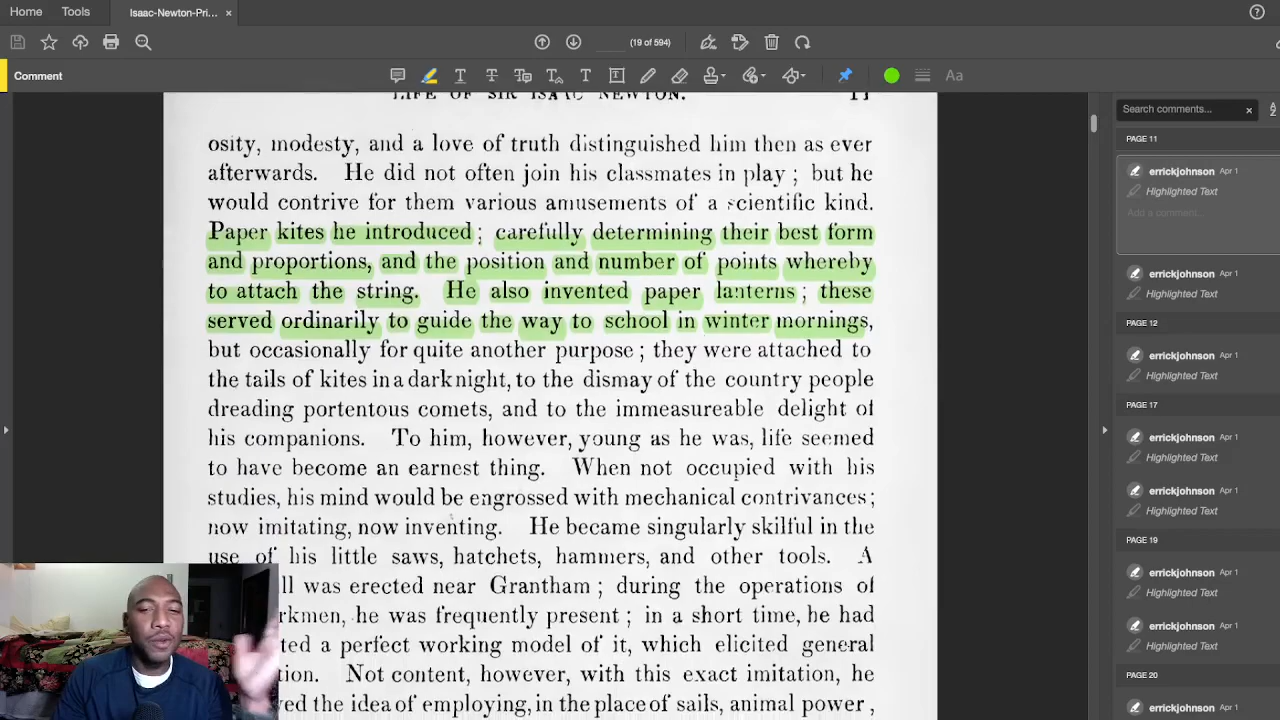 Home
Tools
Isaac-Newton-Pri... ×
(19 of 594)
Comment
Aa
LIFE OF SIR ISAAC NEWTON. 11
osity, modesty, and a love of truth distinguished him then as ever
afterwards. He did not often join his classmates in play ; but he
would contrive for them various amusements of a scientific kind.
Paper kites he introduced ; carefully determining their best form
and proportions, and the position and number of points whereby
to attach the string. He also invented paper lanterns ; these
served ordinarily to guide the way to school in winter mornings,
but occasionally for quite another purpose ; they were attached to
the tails of kites in a dark night, to the dismay of the country people
dreading portentous comets, and to the immeasureable delight of
his companions. To him, however, young as he was, life seemed
to have become an earnest thing. When not occupied with his
studies, his mind would be engrossed with mechanical contrivances ;
now imitating, now inventing. He became singularly skilful in the
use of his little saws, hatchets, hammers, and other tools. A
ll was erected near Grantham ; during the operations of
rkmen, he was frequently present ; in a short time, he had
ted a perfect working model of it, which elicited general
tion. Not content, however, with this exact imitation, he
ved the idea of employing, in the place of sails, animal power ,
Search comments... ×
PAGE 11
errickjohnson Apr 1
Highlighted Text
Add a comment...
errickjohnson Apr 1
Highlighted Text
PAGE 12
errickjohnson Apr 1
Highlighted Text
PAGE 17
errickjohnson Apr 1
Highlighted Text
errickjohnson Apr 1
Highlighted Text
PAGE 19
errickjohnson Apr 1
Highlighted Text
errickjohnson Apr 1
Highlighted Text
PAGE 20
errickjohnson Apr 1